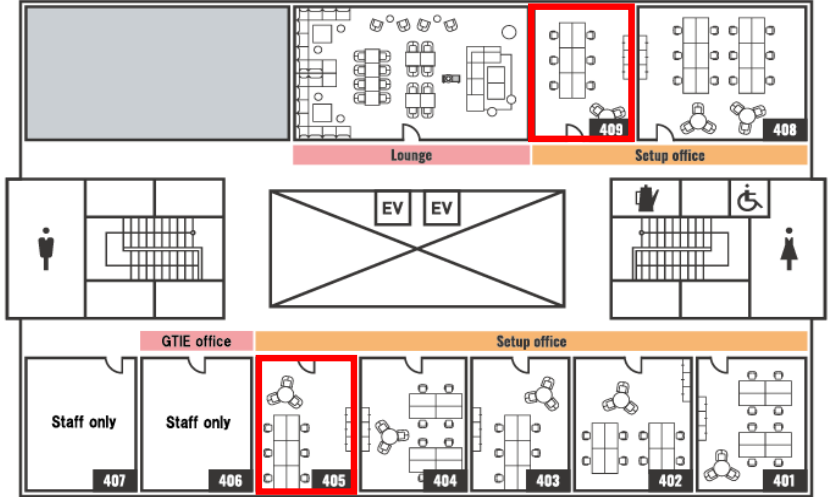 409
408
Lounge
Setup office
EV
EV
GTIE office
Setup office
Staff only
Staff only
407
406
405
404
403
402
401